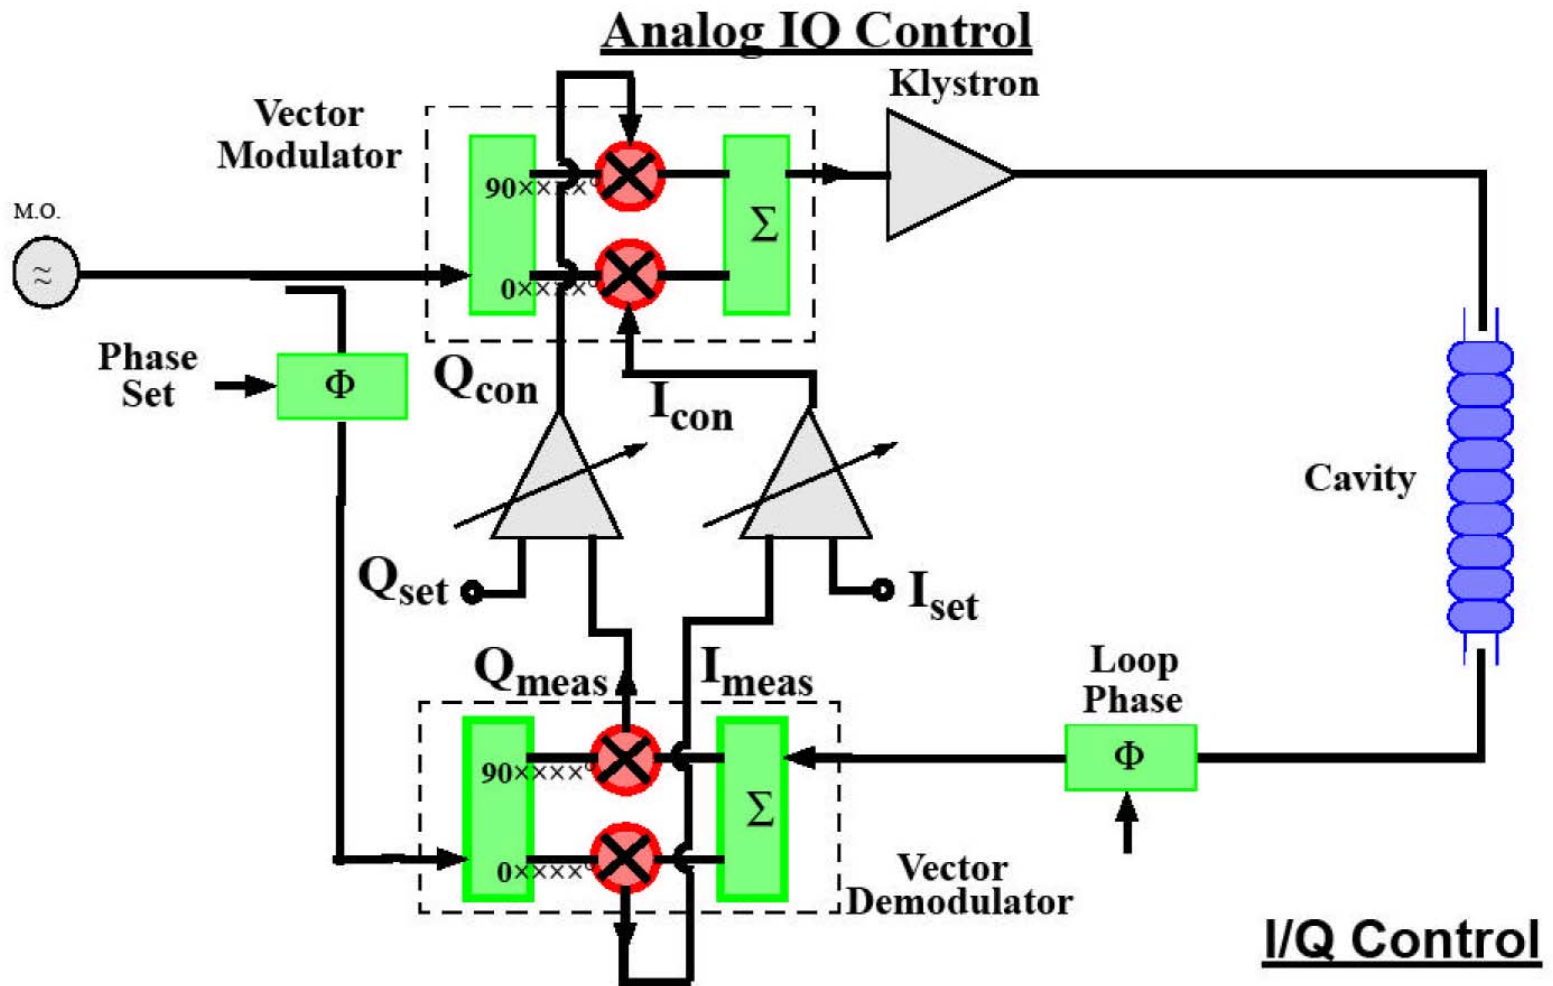 Analog IQ Control
Klystron
Vector
Modulator
M.O.
≈
90××××°
0××××°
Σ
Phase
Set
Φ
Qcon
Icon
Cavity
Qset
Iset
Qmeas
Imeas
Loop
Phase
Φ
90××××°
0××××°
Σ
Vector
Demodulator
I/Q Control